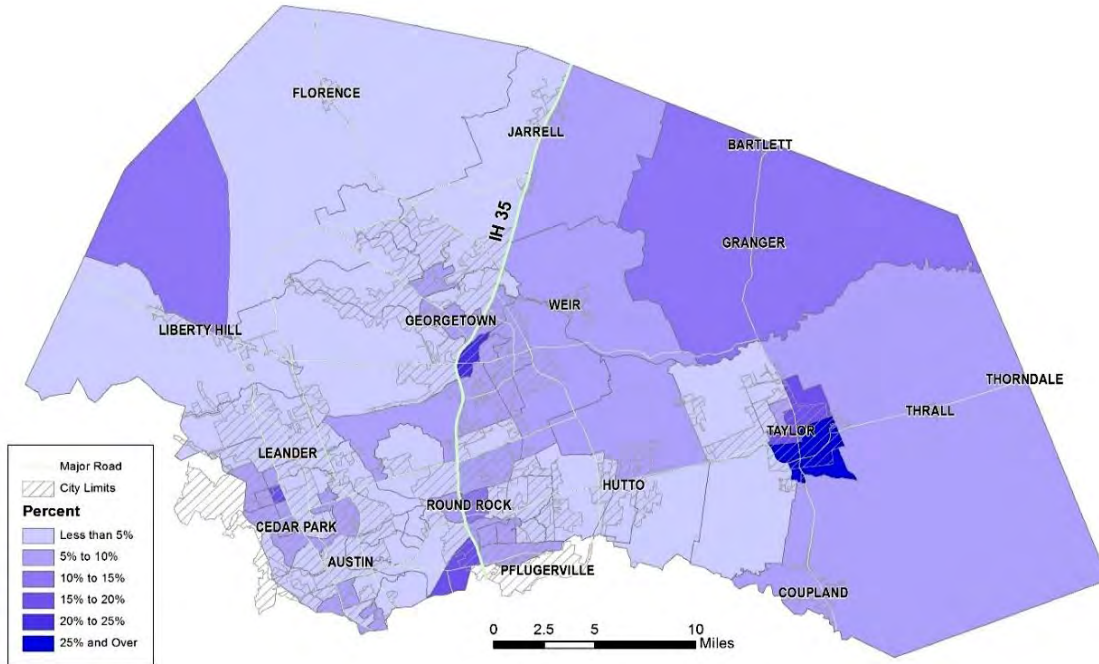 FLORENCE
JARRELL
BARTLETT
IH 35
GRANGER
WEIR
GEORGETOWN
LIBERTY HILL
THORNDALE
THRALL
TAYLOR
LEANDER
HUTTO
ROUND ROCK
CEDAR PARK
AUSTIN
PFLUGERVILLE
COUPLAND
Major Road
City Limits
Percent
Less than 5%
5% to 10%
10% to 15%
15% to 20%
20% to 25%
25% and Over
0 2.5 5 10
Miles